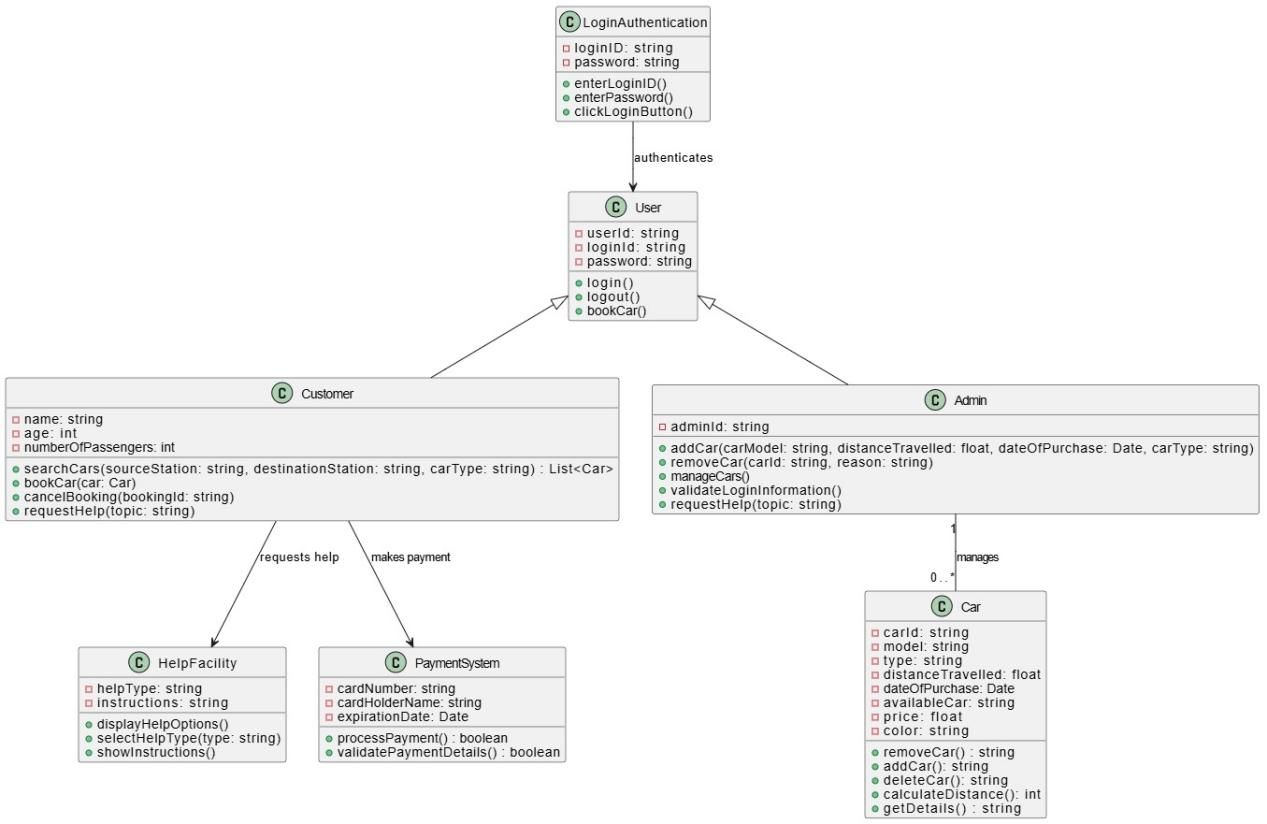 C LoginAuthentication
loginID: string
password: string
enterLoginID()
enterPassword()
clickLoginButton()
authenticates
C User
userId: string
loginId: string
password: string
login()
logout()
bookCar()
C Customer
name: string
age: int
numberOfPassengers: int
searchCars(sourceStation: string, destinationStation: string, carType: string) : List<Car>
bookCar(car: Car)
cancelBooking(bookingId: string)
requestHelp(topic: string)
C Admin
adminId: string
addCar(carModel: string, distanceTravelled: float, dateOfPurchase: Date, carType: string)
removeCar(carId: string, reason: string)
manageCars()
validateLoginInformation()
requestHelp(topic: string)
requests help
makes payment
1
manages
0..*
C HelpFacility
helpType: string
instructions: string
displayHelpOptions()
selectHelpType(type: string)
showInstructions()
C PaymentSystem
cardNumber: string
cardHolderName: string
expirationDate: Date
processPayment() : boolean
validatePaymentDetails() : boolean
C Car
carId: string
model: string
type: string
distanceTravelled: float
dateOfPurchase: Date
availableCar: string
price: float
color: string
removeCar() : string
addCar(): string
deleteCar(): string
calculateDistance(): int
getDetails() : string